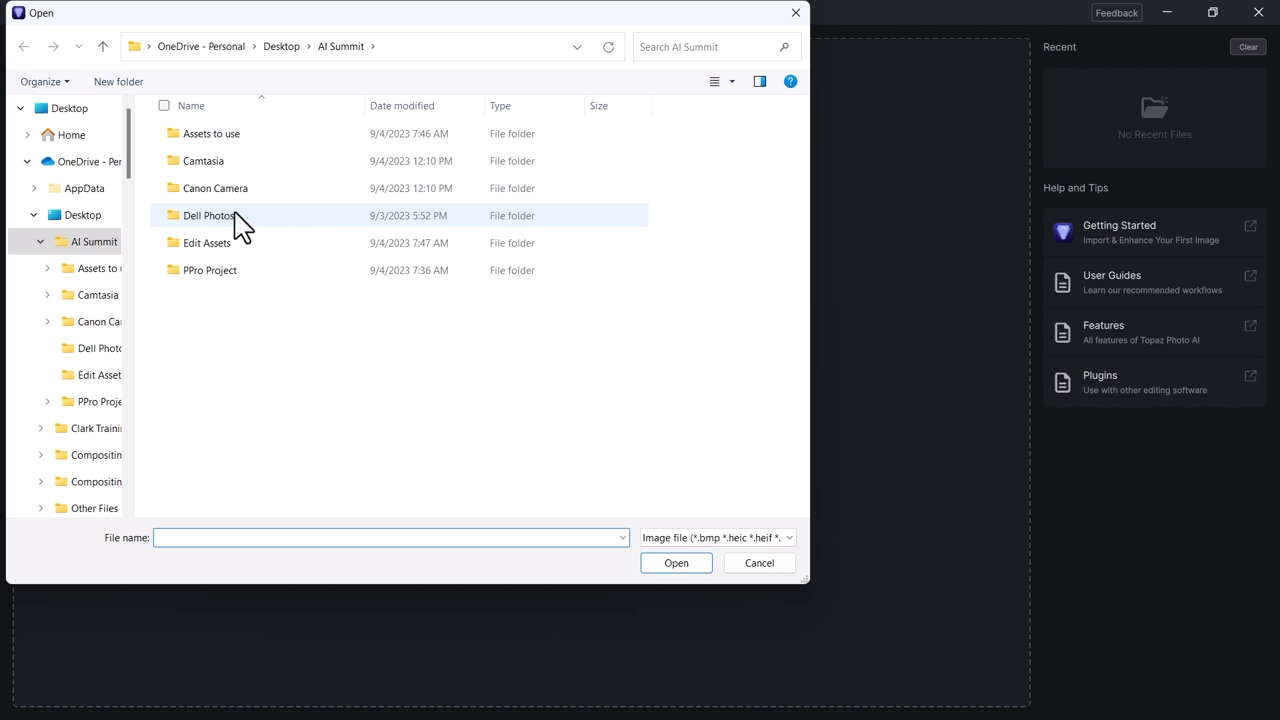 Open
Feedback
OneDrive - Personal > Desktop > AI Summit >
Search AI Summit
Recent
Clear
Organize
New folder
No Recent Files
Name
Date modified
Type
Size
Desktop
Home
OneDrive - Per
AppData
Desktop
AI Summit
Assets to
Camtasia
Canon Ca
Dell Phot
Edit Asset
PPro Proje
Clark Traini
Compositin
Compositin
Other Files
Assets to use 9/4/2023 7:46 AM File folder
Camtasia 9/4/2023 12:10 PM File folder
Canon Camera 9/4/2023 12:10 PM File folder
Dell Photos 9/3/2023 5:52 PM File folder
Edit Assets 9/4/2023 7:47 AM File folder
PPro Project 9/4/2023 7:36 AM File folder
Help and Tips
Getting Started
Import & Enhance Your First Image
User Guides
Learn our recommended workflows
Features
All features of Topaz Photo AI
Plugins
Use with other editing software
File name:
Image file (*.bmp *.heic *.heif *.
Open
Cancel